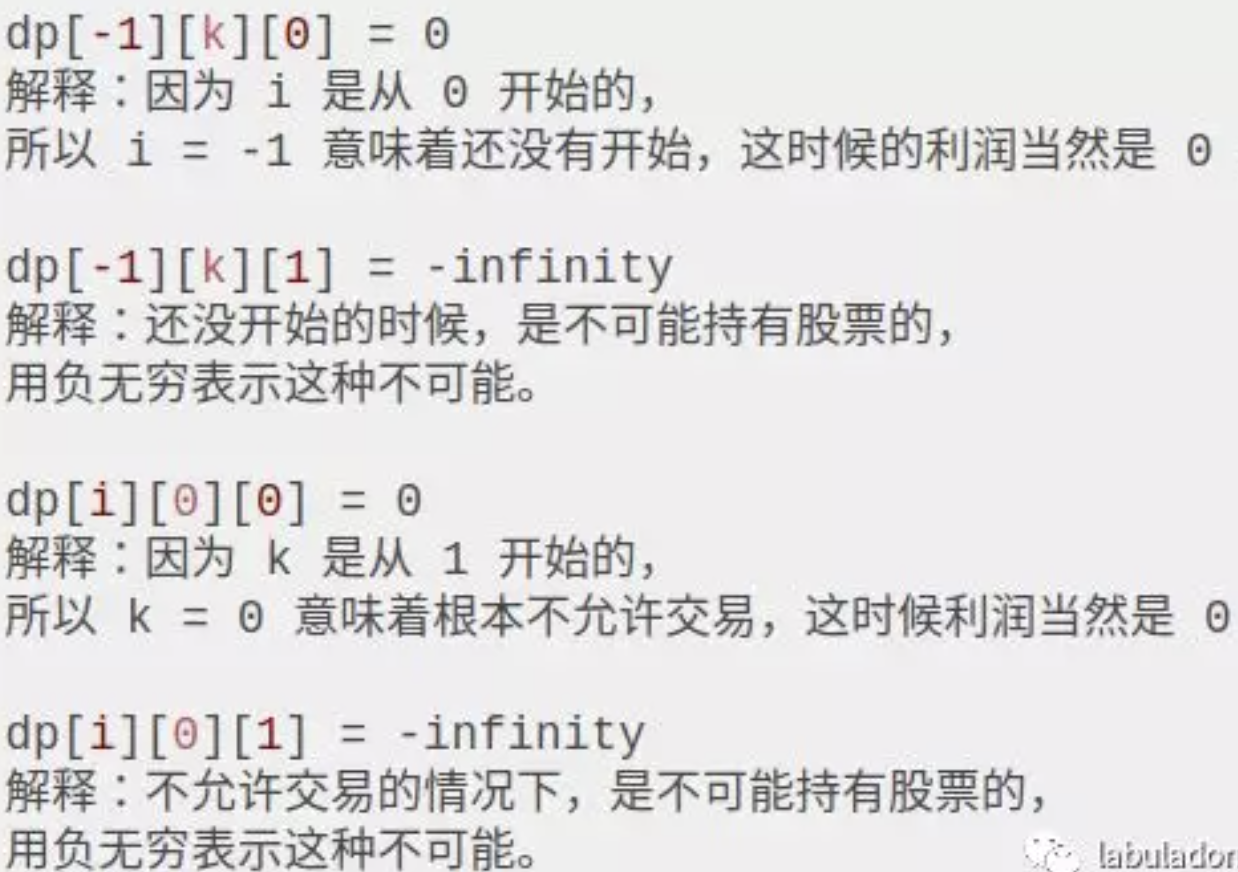 dp[-1][k][0] = 0
解释：因为 i 是从 0 开始的，
所以 i = -1 意味着还没有开始，这时候的利润当然是 0
dp[-1][k][1] = -infinity
解释：还没开始的时候，是不可能持有股票的，
用负无穷表示这种不可能。
dp[i][0][0] = 0
解释：因为 k 是从 1 开始的，
所以 k = 0 意味着根本不允许交易，这时候利润当然是 0
dp[i][0][1] = -infinity
解释：不允许交易的情况下，是不可能持有股票的，
用负无穷表示这种不可能。
labuladon